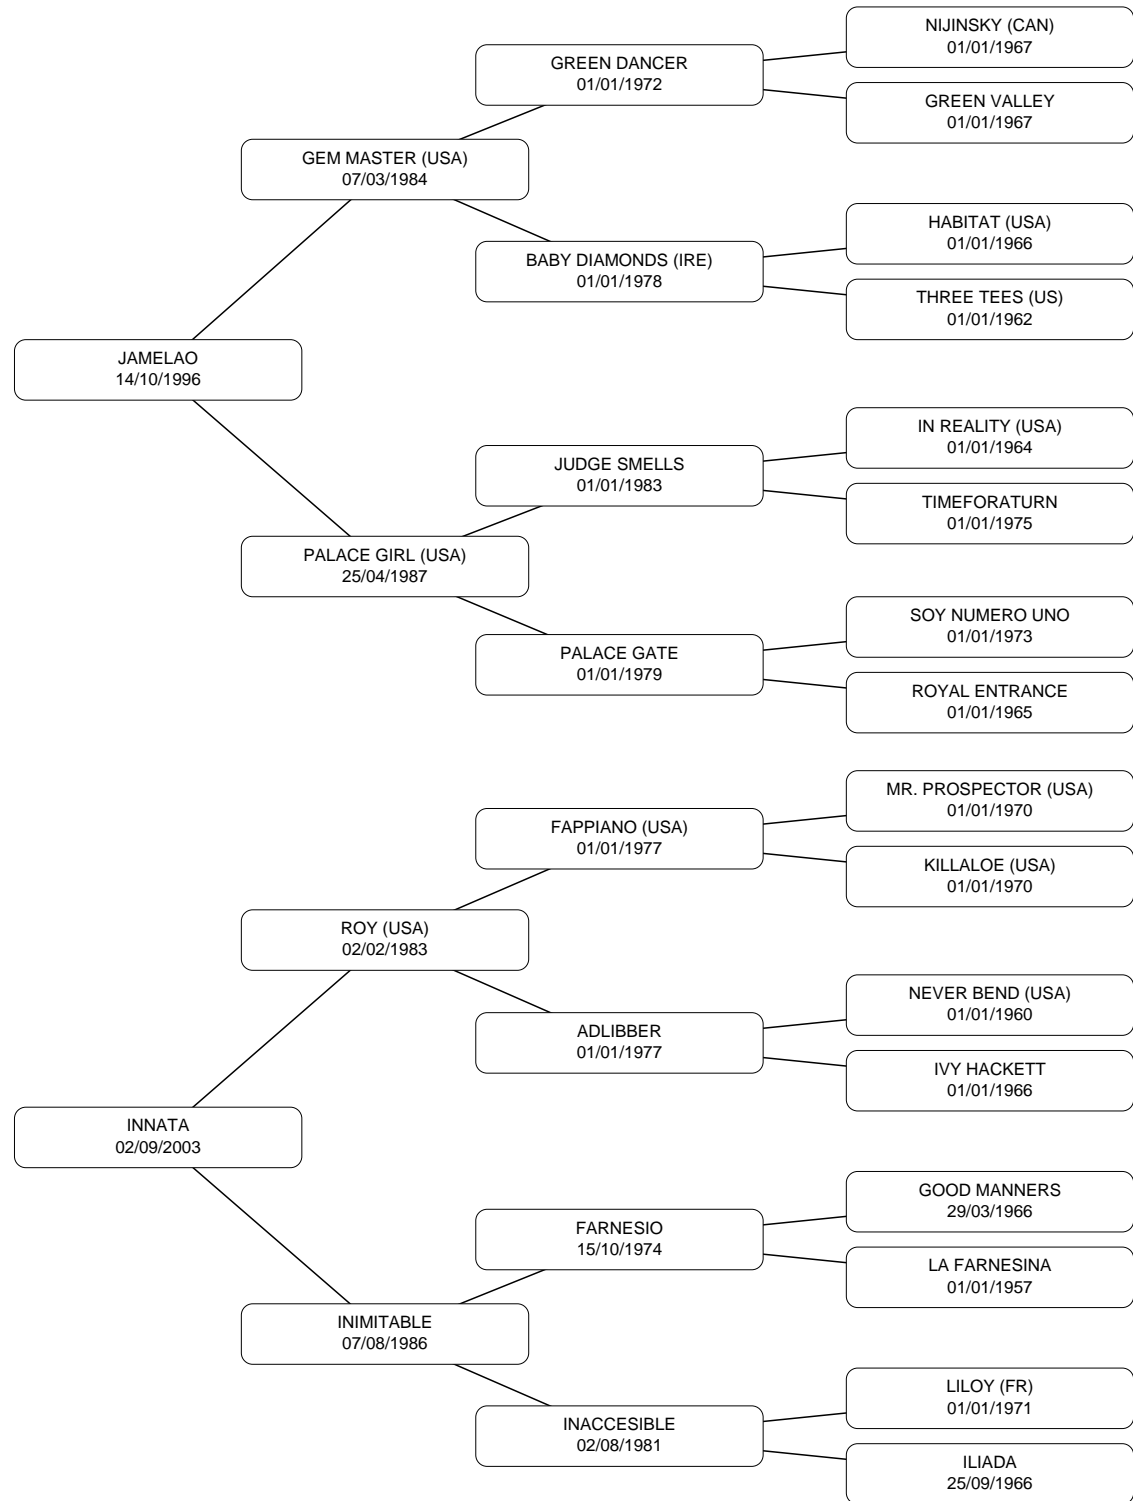 NIJINSKY (CAN)
01/01/1967
GREEN DANCER
01/01/1972
GREEN VALLEY
01/01/1967
GEM MASTER (USA)
07/03/1984
HABITAT (USA)
01/01/1966
BABY DIAMONDS (IRE)
01/01/1978
THREE TEES (US)
01/01/1962
JAMELAO
14/10/1996
IN REALITY (USA)
01/01/1964
JUDGE SMELLS
01/01/1983
TIMEFORATURN
01/01/1975
PALACE GIRL (USA)
25/04/1987
SOY NUMERO UNO
01/01/1973
PALACE GATE
01/01/1979
ROYAL ENTRANCE
01/01/1965
MR. PROSPECTOR (USA)
01/01/1970
FAPPIANO (USA)
01/01/1977
KILLALOE (USA)
01/01/1970
ROY (USA)
02/02/1983
NEVER BEND (USA)
01/01/1960
ADLIBBER
01/01/1977
IVY HACKETT
01/01/1966
INNATA
02/09/2003
GOOD MANNERS
29/03/1966
FARNESIO
15/10/1974
LA FARNESINA
01/01/1957
INIMITABLE
07/08/1986
LILOY (FR)
01/01/1971
INACCESIBLE
02/08/1981
ILIADA
25/09/1966